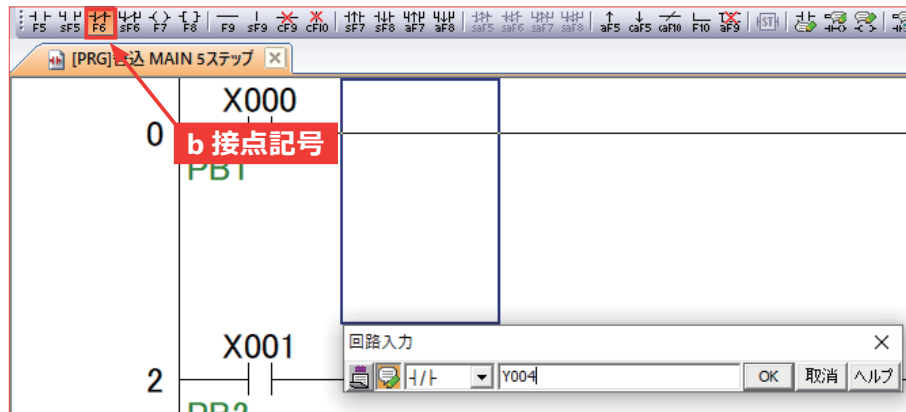 F5 sF5 F6 sF6 F7 F8 F9 sF9 cF9 cF10 sF7 sF8 aF7 aF8 saF5 saF6 saF7 saF8 aF5 caF5 caF10 F10 aF9
[PRG]書込 MAIN 5ステップ
X000
0
b 接点記号
PB1
回路入力
X001
Y004 OK 取消 ヘルプ
2
PB2